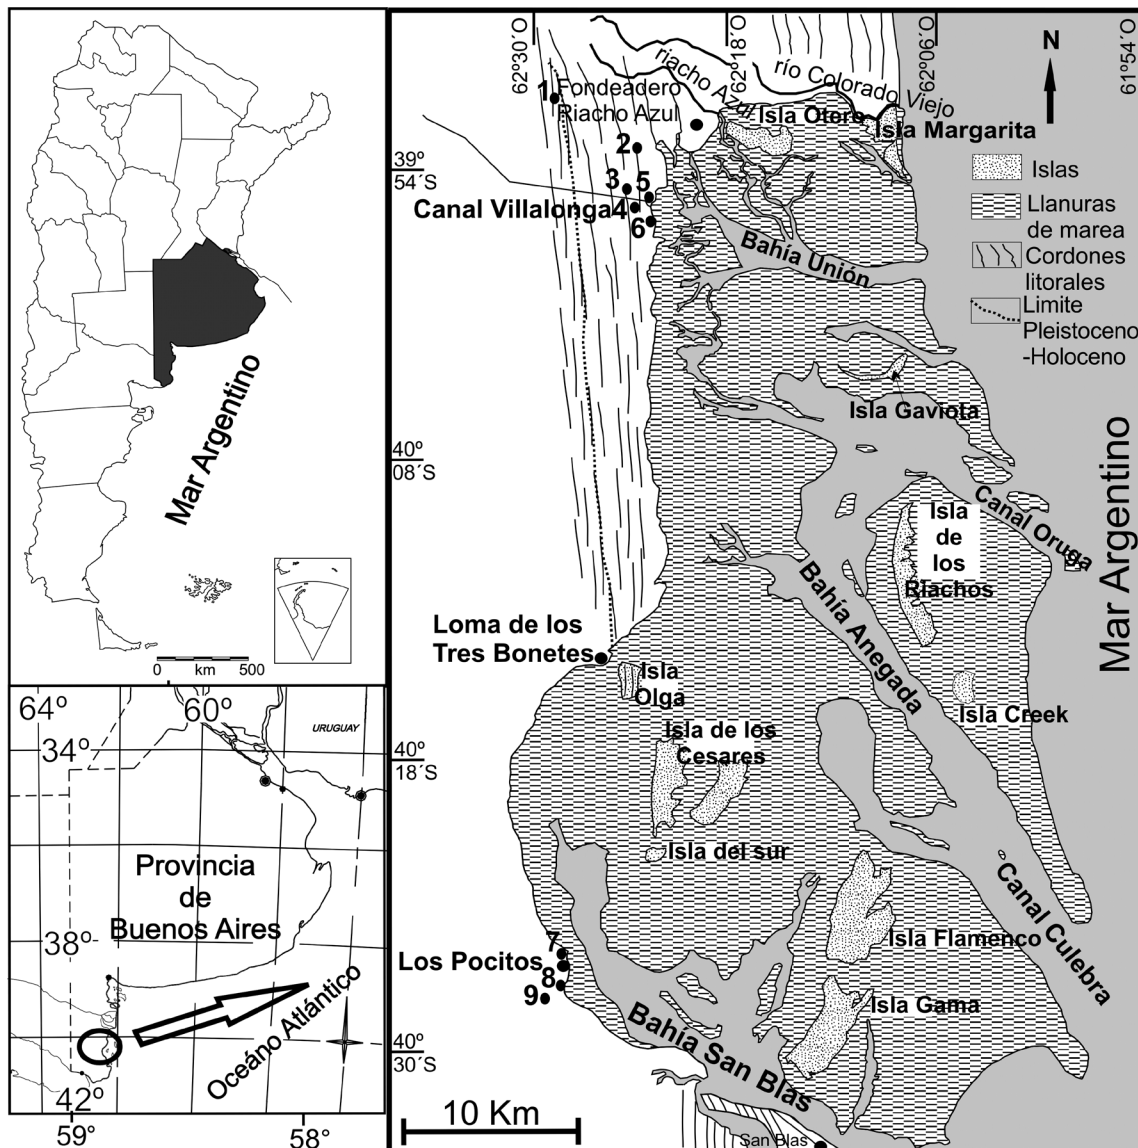 Mar Argentino
0
500
km
64º
60º
URUGUAY
34º
Provincia
de
Buenos Aires
38º
Océano Atlántico
42º
59°
58°
62º30´O
62º18´O
62º06´O
61º54´O
N
riacho Azul
río Colorado Viejo
1
Fondeadero
Riacho Azul
Isla Otero
Isla Margarita
2
39º
54´S
3
5
Canal Villalonga
4
6
Islas
Llanuras
de marea
Cordones
litorales
Limite
Pleistoceno
-Holoceno
Bahía Unión
Isla Gaviota
40º
08´S
Canal Oruga
Isla
de
los
Riachos
Mar Argentino
Bahía Anegada
Loma de los
Tres Bonetes
Isla
Olga
Isla Creek
Isla de los
Cesares
40º
18´S
Isla del sur
Canal Culebra
Isla Flamenco
7
Los Pocitos
8
9
Isla Gama
Bahía San Blas
40º
30´S
10 Km
San Blas